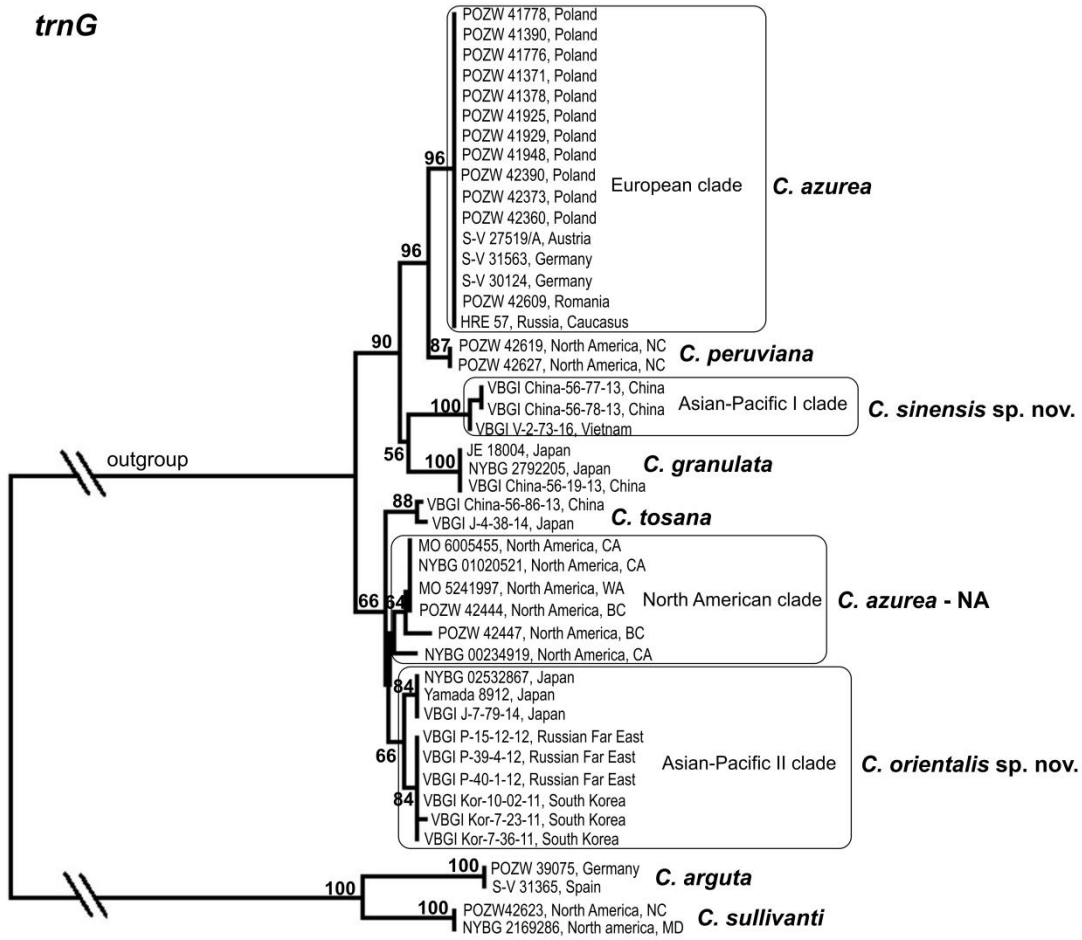 trnG
POZW 41778, Poland
POZW 41390, Poland
POZW 41776, Poland
POZW 41371, Poland
POZW 41378, Poland
POZW 41925, Poland
POZW 41929, Poland
POZW 41948, Poland
96
POZW 42390, Poland
European clade
C. azurea
POZW 42373, Poland
POZW 42360, Poland
S-V 27519/A, Austria
96
S-V 31563, Germany
S-V 30124, Germany
POZW 42609, Romania
HRE 57, Russia, Caucasus
90
87
POZW 42619, North America, NC
C. peruviana
POZW 42627, North America, NC
VBGI China-56-77-13, China
100
VBGI China-56-78-13, China
Asian-Pacific I clade
C. sinensis sp. nov.
VBGI V-2-73-16, Vietnam
56
JE 18004, Japan
outgroup
100
NYBG 2792205, Japan
C. granulata
VBGI China-56-19-13, China
88
VBGI China-56-86-13, China
C. tosana
VBGI J-4-38-14, Japan
MO 6005455, North America, CA
NYBG 01020521, North America, CA
MO 5241997, North America, WA
66
64
POZW 42444, North America, BC
North American clade
C. azurea - NA
POZW 42447, North America, BC
NYBG 00234919, North America, CA
NYBG 02532867, Japan
84
Yamada 8912, Japan
VBGI J-7-79-14, Japan
VBGI P-15-12-12, Russian Far East
66
VBGI P-39-4-12, Russian Far East
Asian-Pacific II clade
C. orientalis sp. nov.
VBGI P-40-1-12, Russian Far East
84
VBGI Kor-10-02-11, South Korea
VBGI Kor-7-23-11, South Korea
VBGI Kor-7-36-11, South Korea
100
POZW 39075, Germany
C. arguta
S-V 31365, Spain
100
100
POZW42623, North America, NC
C. sullivanti
NYBG 2169286, North america, MD